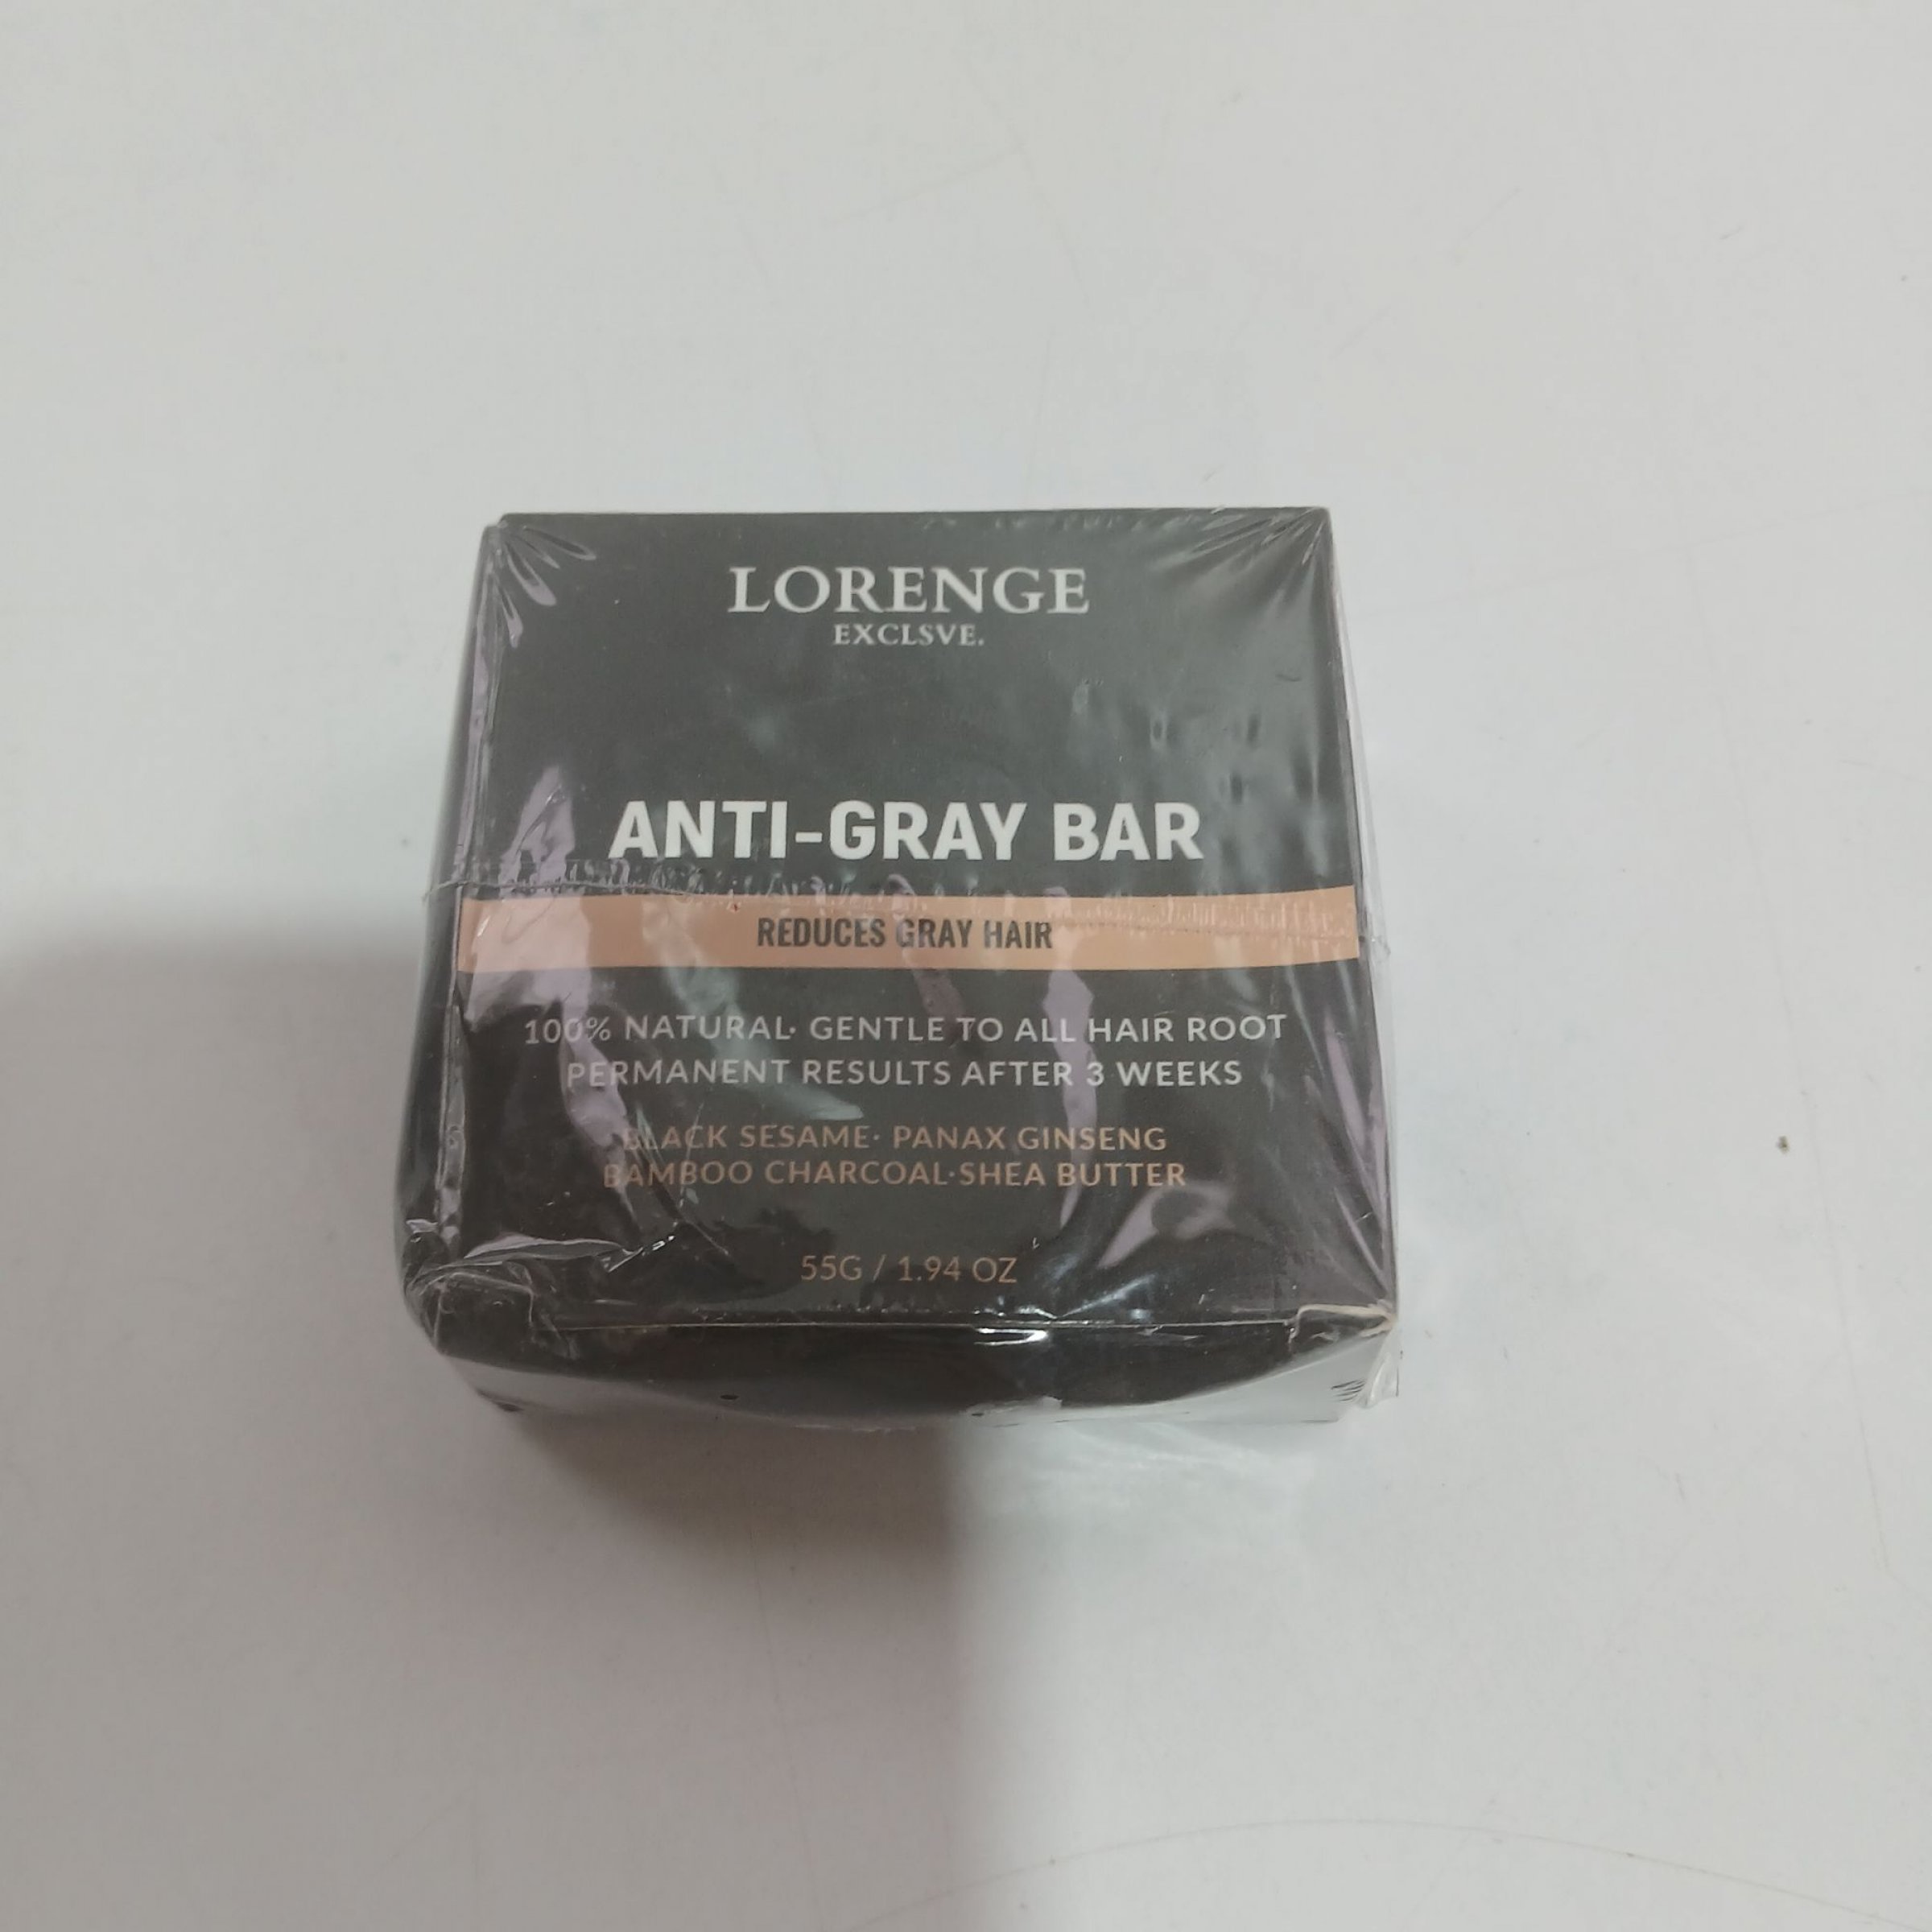 LORENGE
EXCLSVE.
ANTI-GRAY BAR
REDUCES GRAY HAIR
100% NATURAL· GENTLE TO ALL HAIR ROOT
PERMANENT RESULTS AFTER 3 WEEKS
BLACK SESAME· PANAX GINSENG
BAMBOO CHARCOAL·SHEA BUTTER
55G / 1.94 OZ